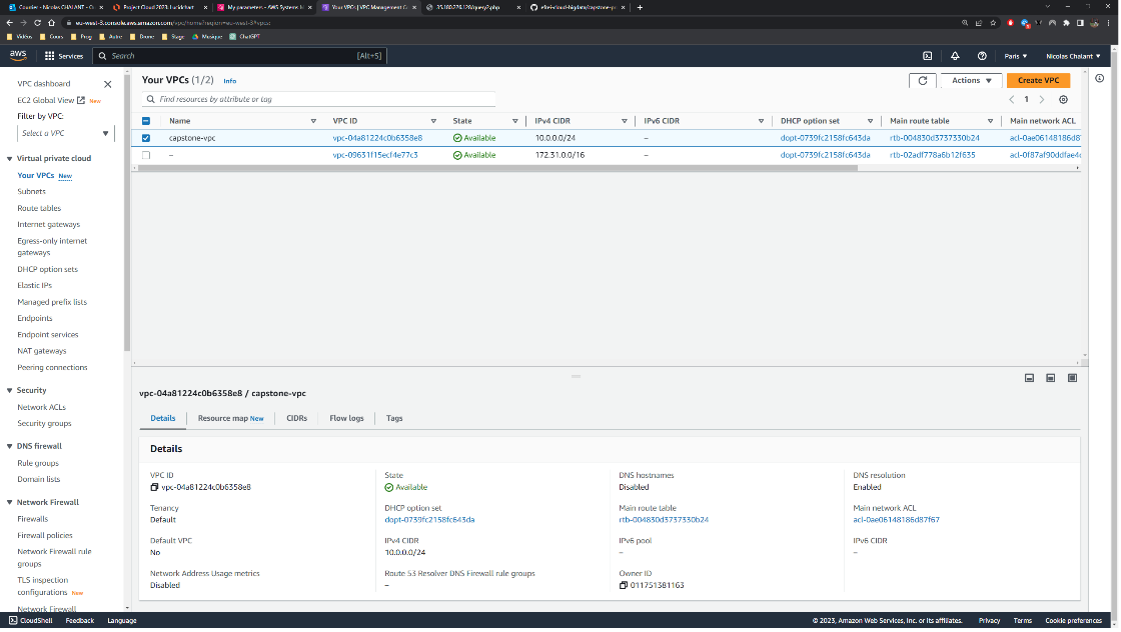 Courrier - Nicolas CHALANT - O
Project Cloud 2023: Lucidchart
My parameters - AWS Systems M
Your VPCs | VPC Management C
35.180.276.128/query2.php
eu-west-3.console.aws.amazon.com/vpc/home?region=eu-west-3#vpcs:
Vidéos Cours Prog Autre Drone Stage Musique ChatGPT
aws Services Search [Alt+S] Paris Nicolas Chalant
VPC dashboard
EC2 Global View New
Filter by VPC:
Select a VPC
Virtual private cloud
Your VPCs New
Subnets
Route tables
Internet gateways
Egress-only internet
gateways
DHCP option sets
Elastic IPs
Managed prefix lists
Endpoints
Endpoint services
NAT gateways
Peering connections
Security
Network ACLs
Security groups
DNS firewall
Rule groups
Domain lists
Network Firewall
Firewalls
Firewall policies
Network Firewall rule
groups
TLS inspection
configurations New
Network Firewall
Your VPCs (1/2) Info
Actions Create VPC
Find resources by attribute or tag
1
Name VPC ID State IPv4 CIDR IPv6 CIDR DHCP option set Main route table Main network ACL
capstone-vpc vpc-04a81224c0b6358e8 Available 10.0.0.0/24 – dopt-0739fc2158fc643da rtb-004830d3737330b24 acl-0ae06148186d8
– vpc-09631f15ecf4e77c3 Available 172.31.0.0/16 – dopt-0739fc2158fc643da rtb-02adf778a6b12f635 acl-0f87af90ddfae4
vpc-04a81224c0b6358e8 / capstone-vpc
Details Resource map New CIDRs Flow logs Tags
Details
VPC ID
vpc-04a81224c0b6358e8
State
Available
DNS hostnames
Disabled
DNS resolution
Enabled
Tenancy
Default
DHCP option set
dopt-0739fc2158fc643da
Main route table
rtb-004830d3737330b24
Main network ACL
acl-0ae06148186d87f67
Default VPC
No
IPv4 CIDR
10.0.0.0/24
IPv6 pool
–
IPv6 CIDR
–
Network Address Usage metrics
Disabled
Route 53 Resolver DNS Firewall rule groups
–
Owner ID
011751381163
CloudShell Feedback Language © 2023, Amazon Web Services, Inc. or its affiliates. Privacy Terms Cookie preferences